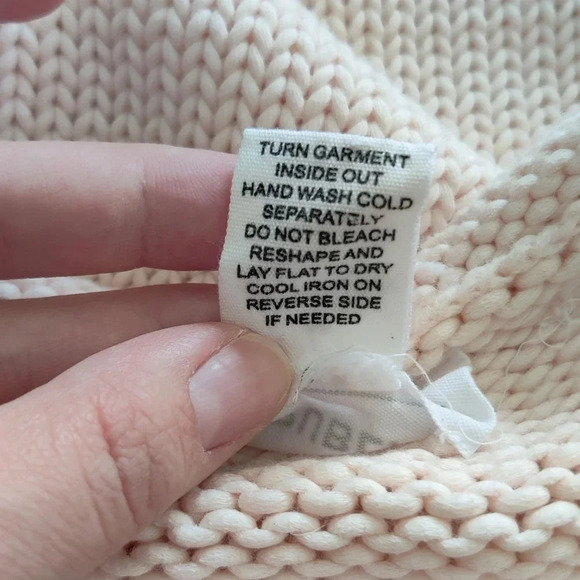 TURN GARMENT
INSIDE OUT
HAND WASH COLD
SEPARATELY
DO NOT BLEACH
RESHAPE AND
LAY FLAT TO DRY
COOL IRON ON
REVERSE SIDE
IF NEEDED